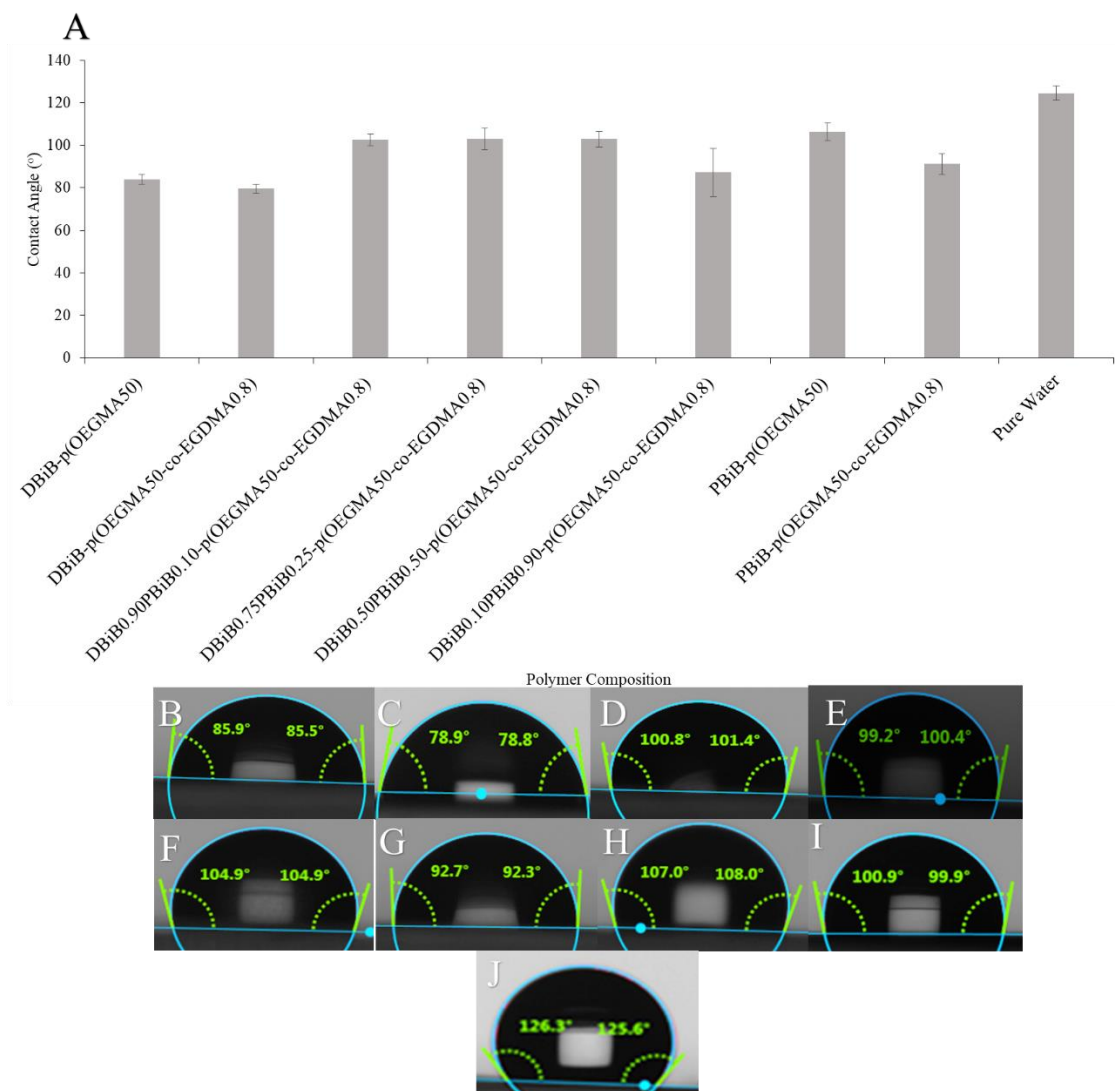 A
140
120
100
80
60
40
20
0
Contact Angle (°)
DBiB-p(OEGMA50)
DBiB-p(OEGMA50-co-EGDMA0.8)
DBiB0.90PBiB0.10-p(OEGMA50-co-EGDMA0.8)
DBiB0.75PBiB0.25-p(OEGMA50-co-EGDMA0.8)
DBiB0.50PBiB0.50-p(OEGMA50-co-EGDMA0.8)
DBiB0.10PBiB0.90-p(OEGMA50-co-EGDMA0.8)
PBiB-p(OEGMA50)
PBiB-p(OEGMA50-co-EGDMA0.8)
Pure Water
Polymer Composition
B
85.9° 85.5°
C
78.9° 78.8°
D
100.8° 101.4°
E
99.2° 100.4°
F
104.9° 104.9°
G
92.7° 92.3°
H
107.0° 108.0°
I
100.9° 99.9°
J
126.3° 125.6°